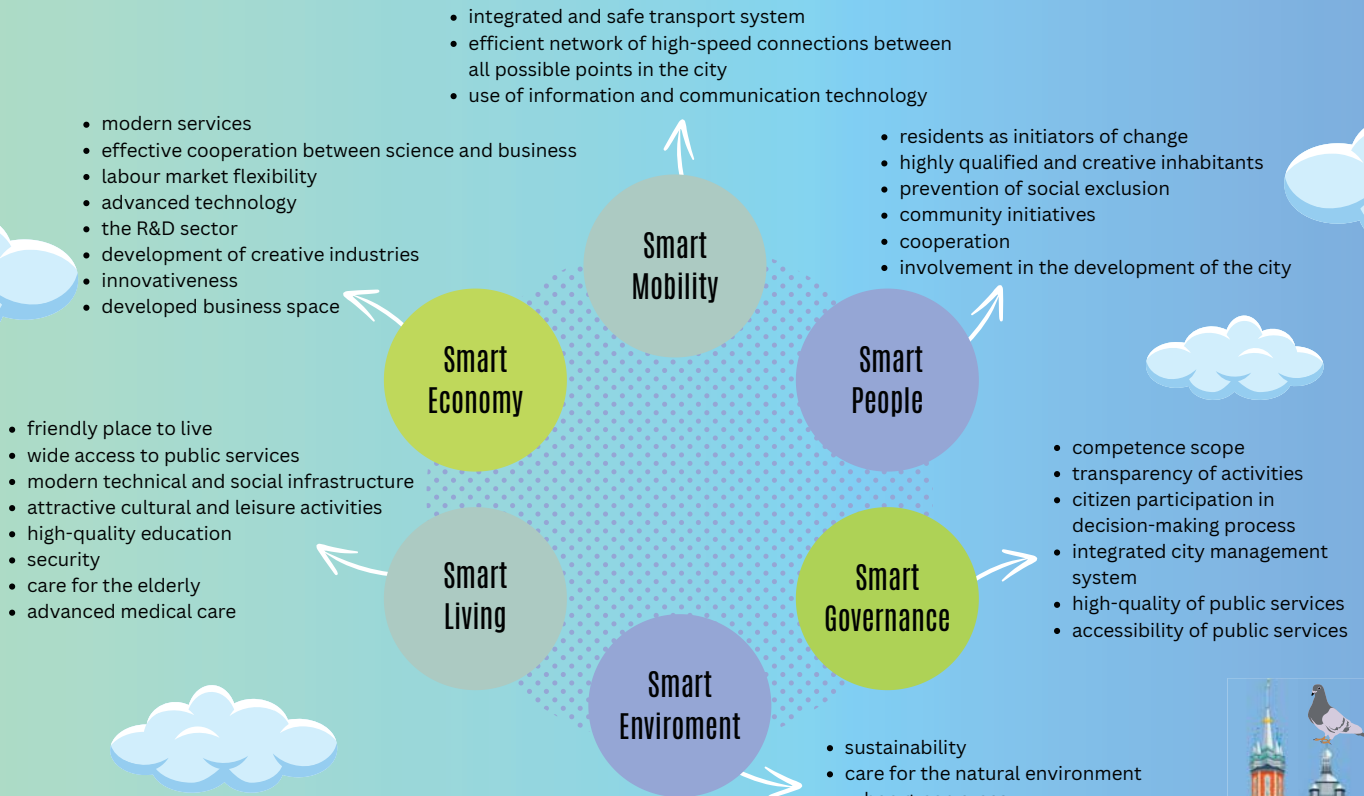 • integrated and safe transport system
• efficient network of high-speed connections between
all possible points in the city
• use of information and communication technology
• modern services
• effective cooperation between science and business
• labour market flexibility
• advanced technology
• the R&D sector
• development of creative industries
• innovativeness
• developed business space
• residents as initiators of change
• highly qualified and creative inhabitants
• prevention of social exclusion
• community initiatives
• cooperation
• involvement in the development of the city
Smart
Mobility
Smart
Economy
Smart
People
• friendly place to live
• wide access to public services
• modern technical and social infrastructure
• attractive cultural and leisure activities
• high-quality education
• security
• care for the elderly
• advanced medical care
• competence scope
• transparency of activities
• citizen participation in
decision-making process
• integrated city management
system
• high-quality of public services
• accessibility of public services
Smart
Living
Smart
Governance
Smart
Enviroment
• sustainability
• care for the natural environment